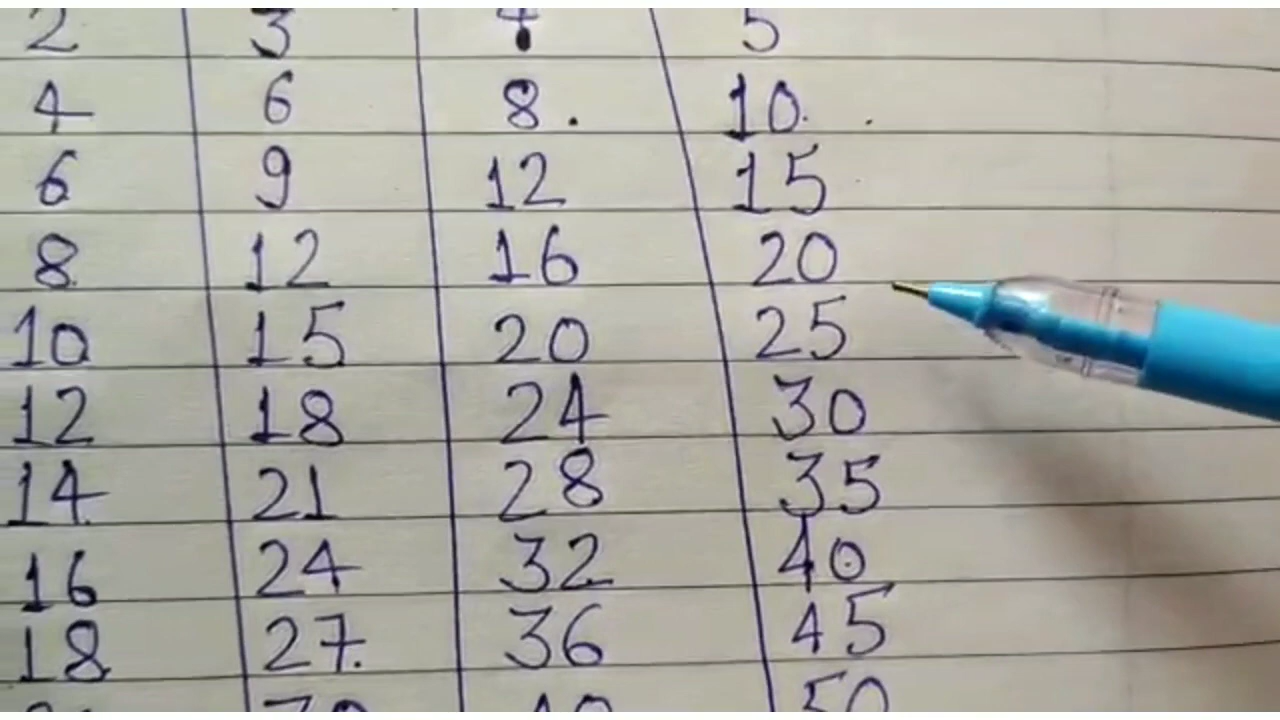 2 3 4 5
4 6 8. 10.
6 9 12 15
8 12 16 20
10 15 20 25
12 18 24 30
14 21 28 35
16 24 32 40
18 27. 36 45
50